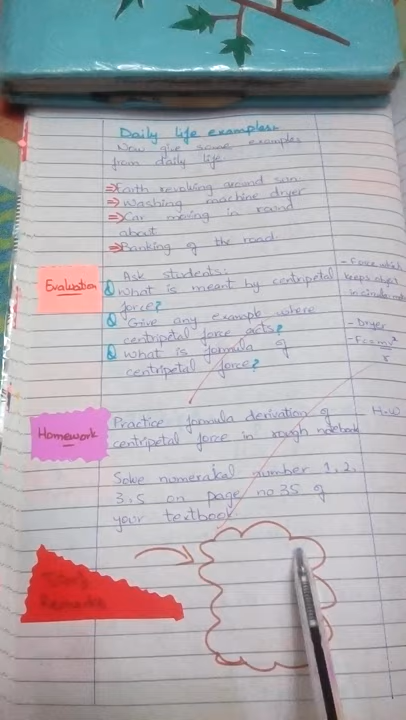 Daily life examples:
Now give some examples
from daily life.
⇒ Earth revolving around sun.
⇒ Washing machine dryer
⇒ Car moving in round
about
⇒ Banking of the road.
Evaluation
Ask students:
Q What is meant by centripetal
force?
- Force which
keeps object
in circular
Q Give any example where
centripetal force acts?
- Dryer
Q What is formula of
centripetal force?
- Fc = mv²/r
Homework
Practice formula derivation of
centripetal force in rough notebook
H.W
Solve numerakal number 1, 2,
3, 5 on page no 35 of
your textbook
Remarks